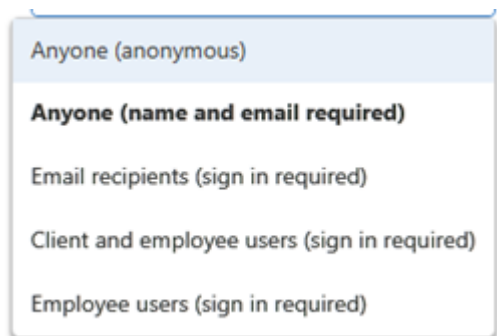 Anyone (anonymous)
Anyone (name and email required)
Email recipients (sign in required)
Client and employee users (sign in required)
Employee users (sign in required)